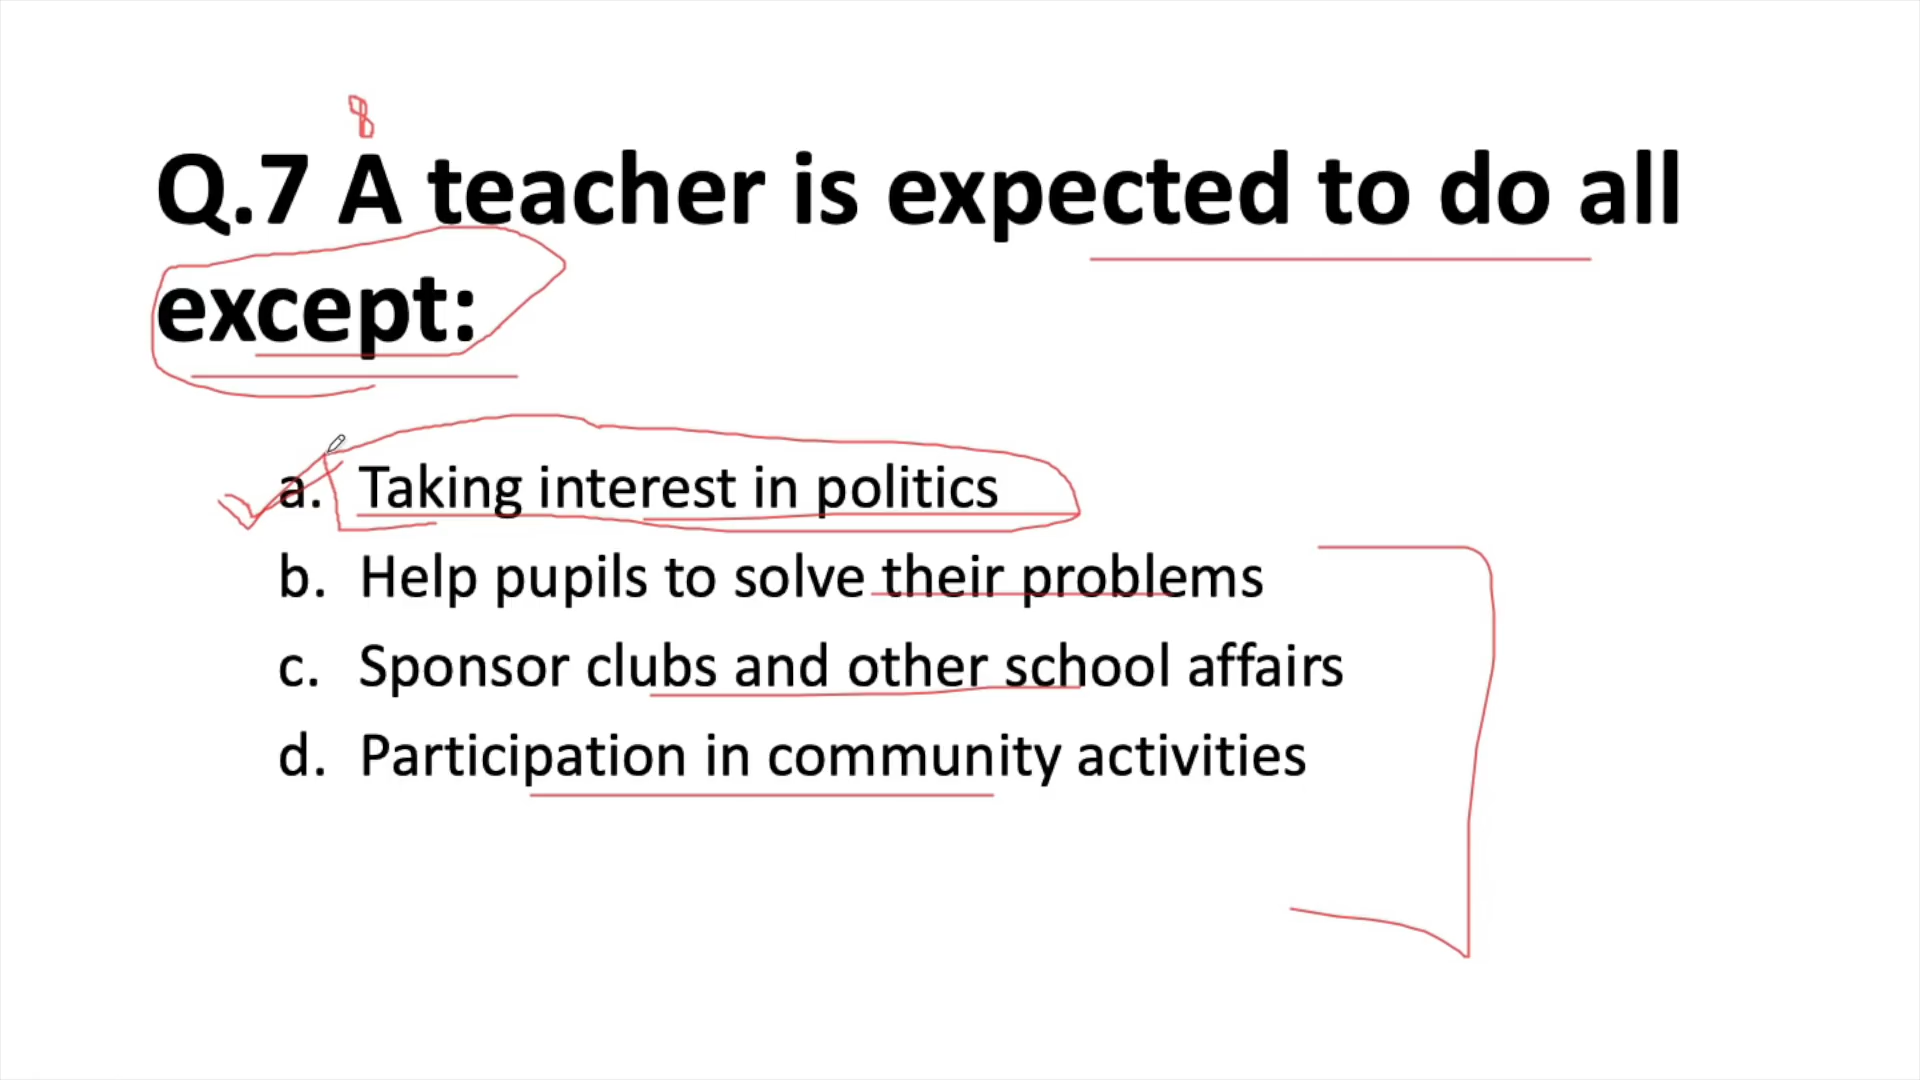 8
Q.7 A teacher is expected to do all
except:
a. Taking interest in politics
b. Help pupils to solve their problems
c. Sponsor clubs and other school affairs
d. Participation in community activities